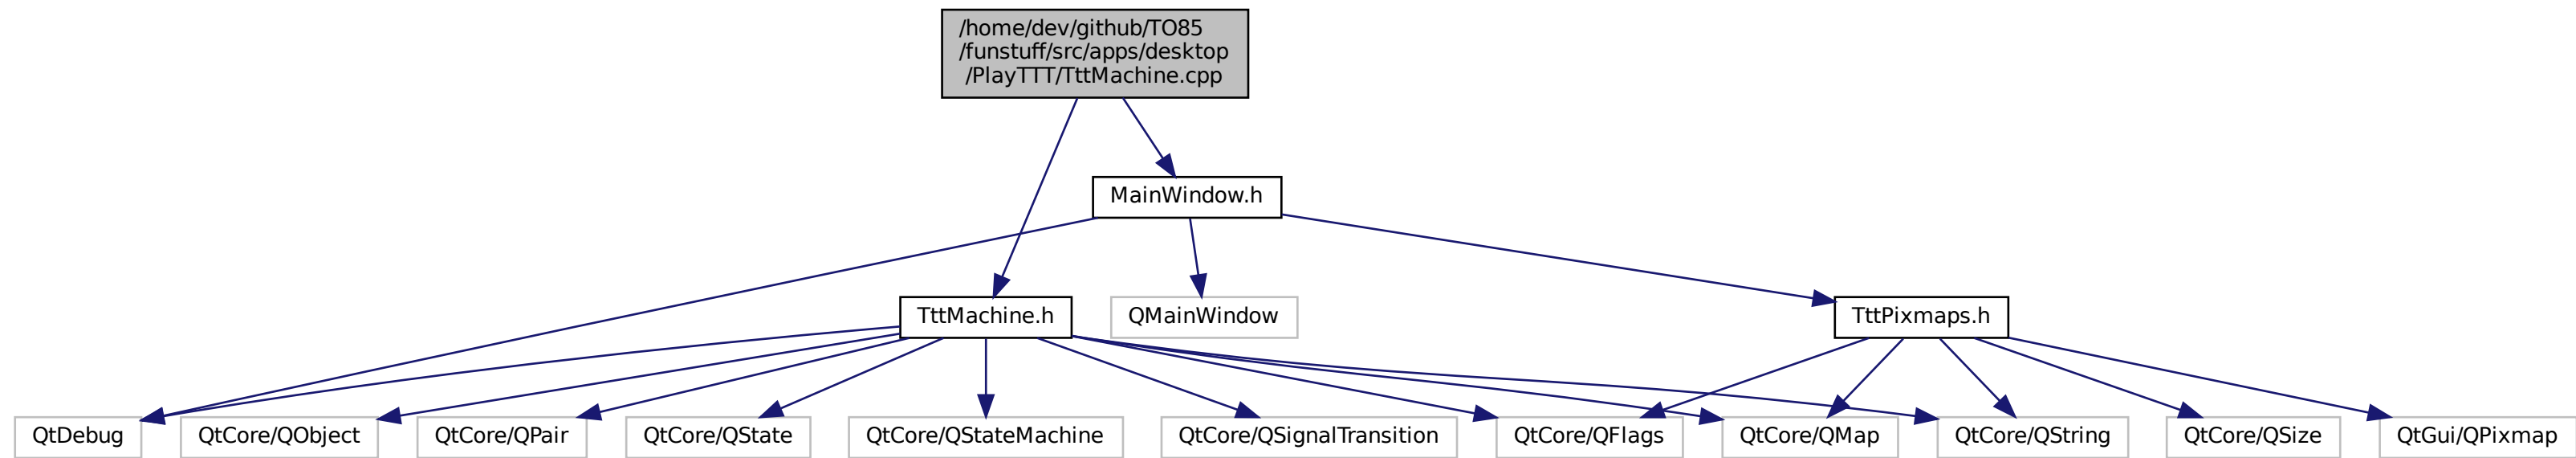 /home/dev/github/TO85
/funstuff/src/apps/desktop
/PlayTTT/TttMachine.cpp
MainWindow.h
TttMachine.h
QMainWindow
TttPixmaps.h
QtDebug
QtCore/QObject
QtCore/QPair
QtCore/QState
QtCore/QStateMachine
QtCore/QSignalTransition
QtCore/QFlags
QtCore/QMap
QtCore/QString
QtCore/QSize
QtGui/QPixmap